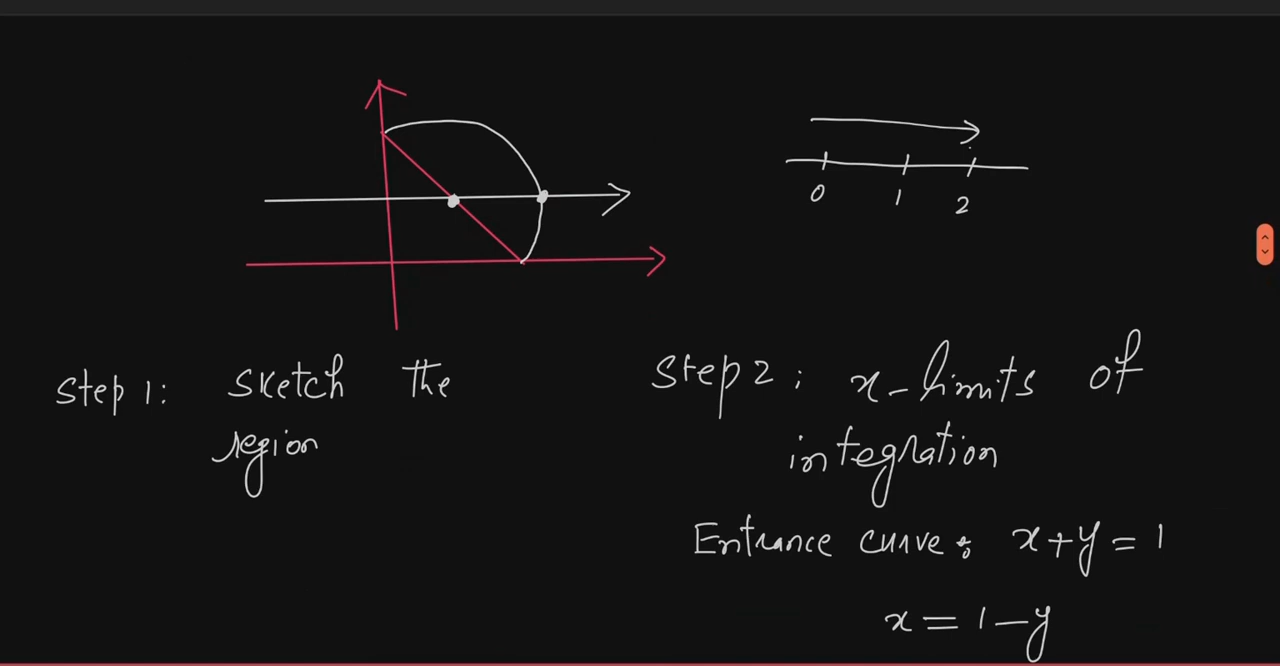 0 1 2
Step 1: Sketch the
region
Step 2: x-limits of
integration
Entrance curve: x+y=1
x=1-y